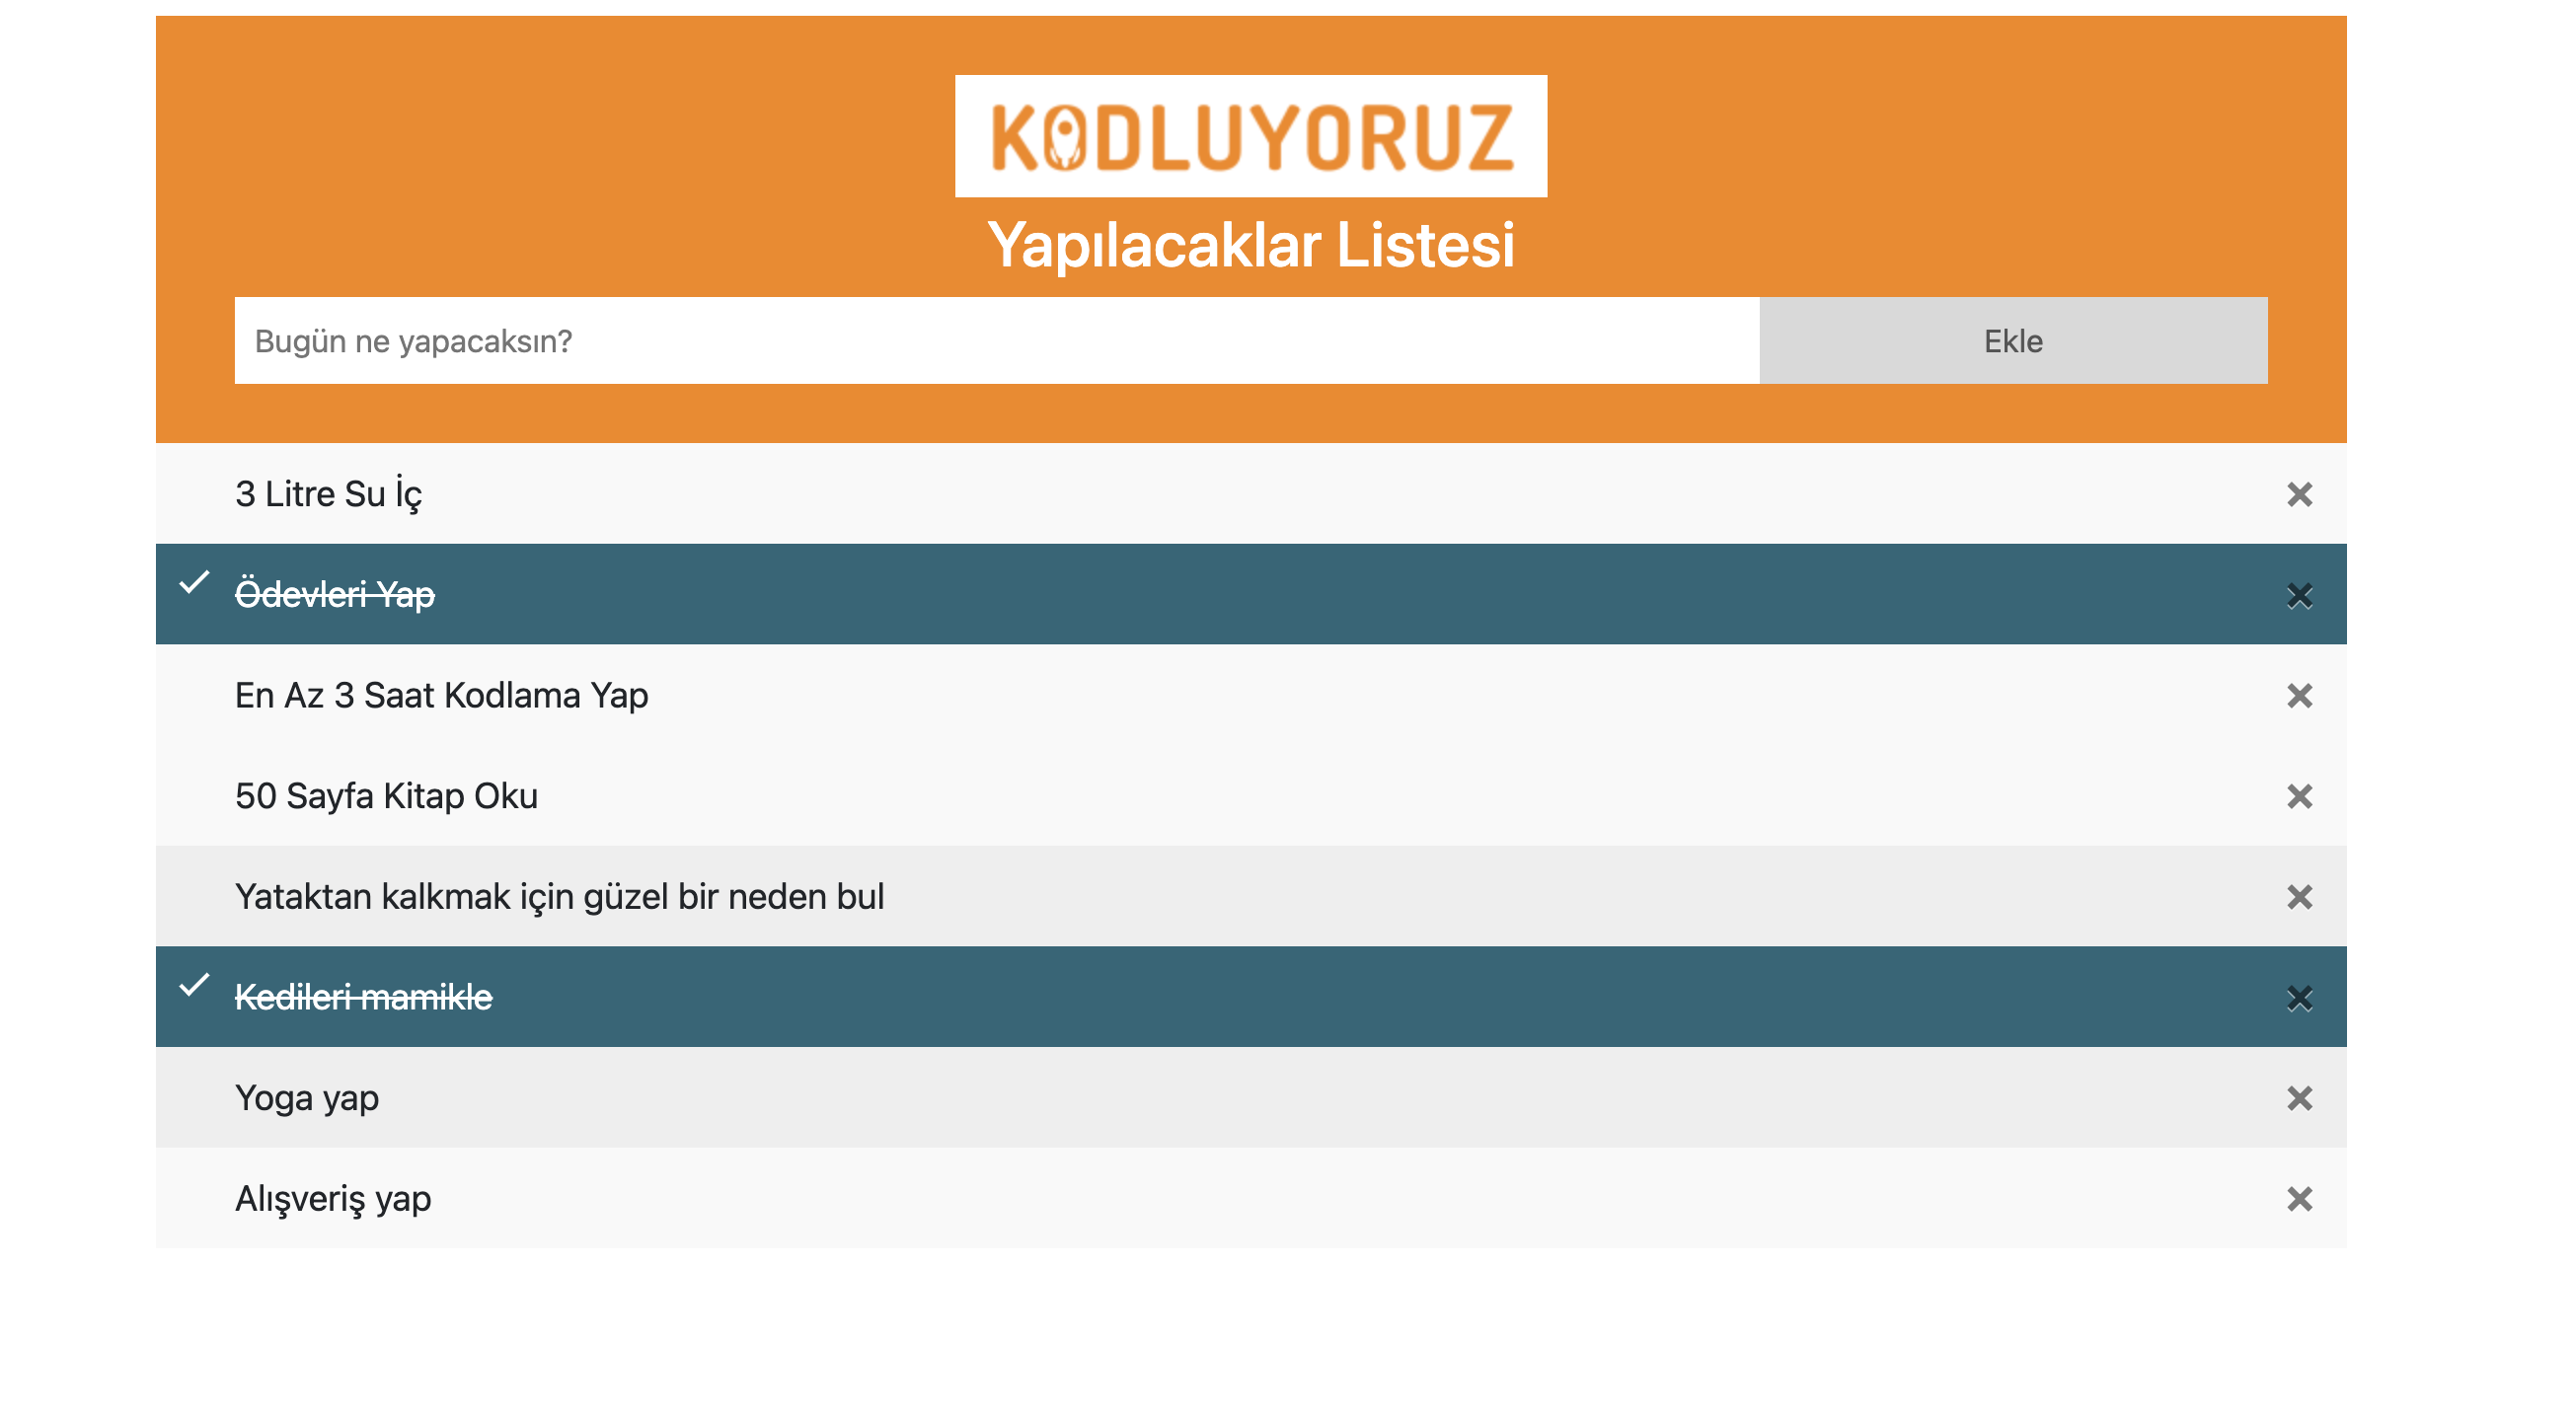 KODLUYORUZ
Yapılacaklar Listesi
Bugün ne yapacaksın?
Ekle
3 Litre Su İç
Ödevleri Yap
En Az 3 Saat Kodlama Yap
50 Sayfa Kitap Oku
Yataktan kalkmak için güzel bir neden bul
Kedileri mamikle
Yoga yap
Alışveriş yap